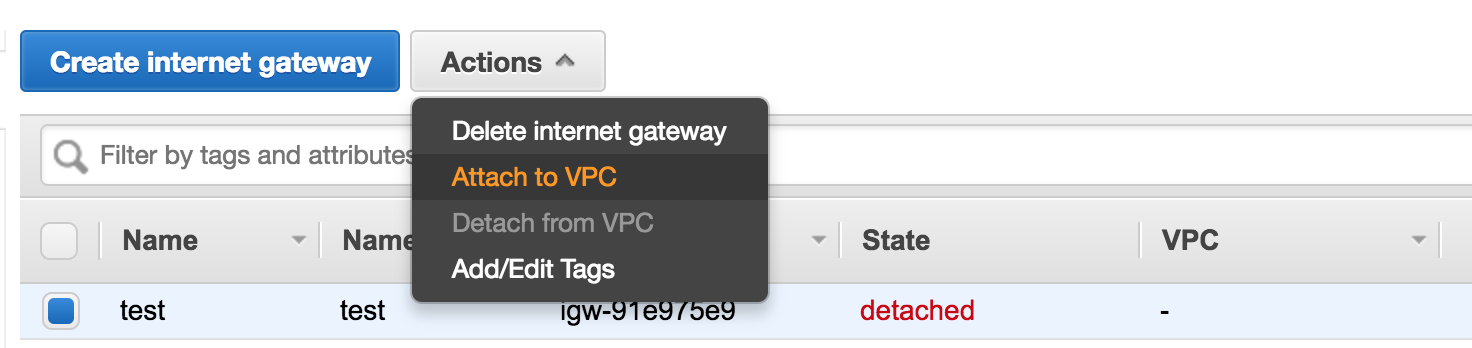 Create internet gateway
Actions
Delete internet gateway
Filter by tags and attributes
Attach to VPC
Detach from VPC
Add/Edit Tags
Name
Name
State
VPC
test
test
igw-91e975e9
detached
-